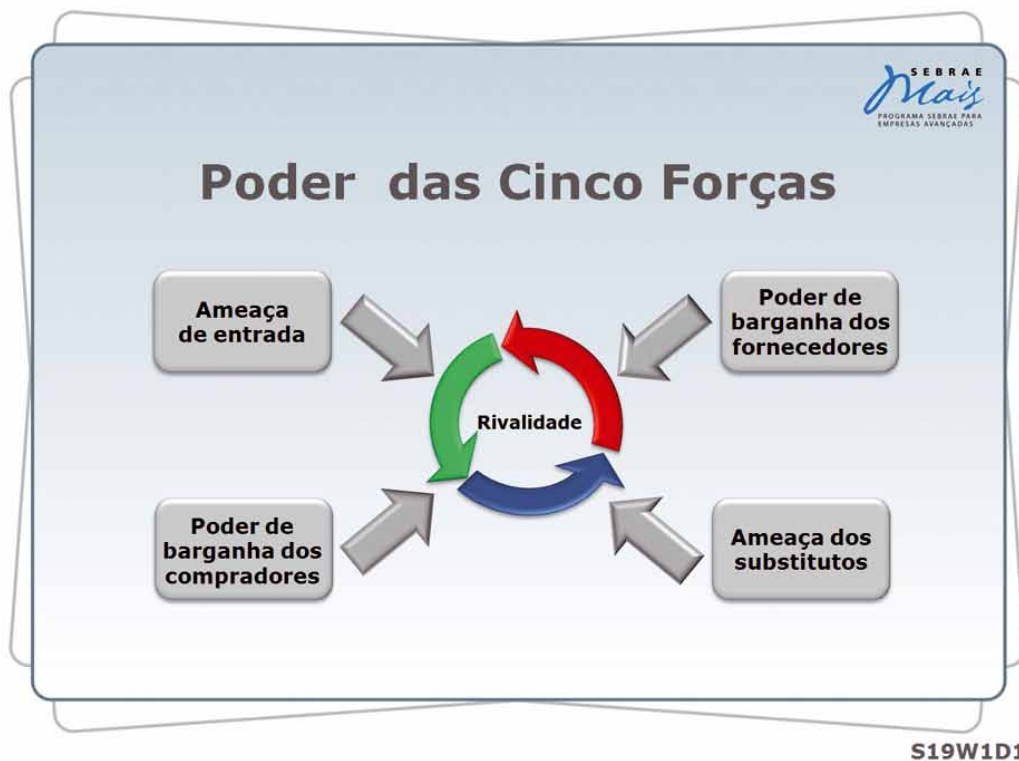 SEBRAE
Mais
PROGRAMA SEBRAE PARA
EMPRESAS AVANÇADAS
Poder das Cinco Forças
Ameaça
de entrada
Poder de
barganha dos
fornecedores
Rivalidade
Poder de
barganha dos
compradores
Ameaça dos
substitutos
S19W1D1